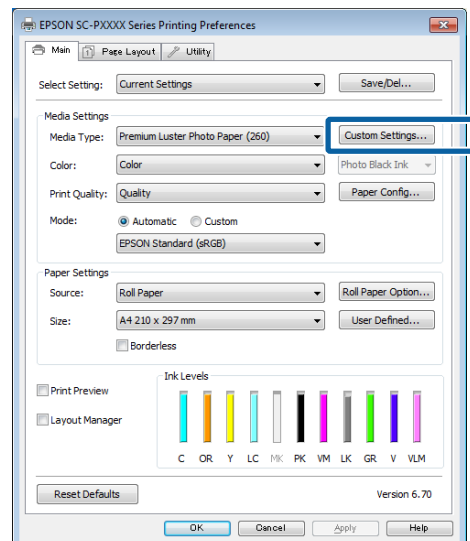 EPSON SC-PXXXX Series Printing Preferences
Main Page Layout Utility
Select Setting: Current Settings Save/Del...
Media Settings
Media Type: Premium Luster Photo Paper (260) Custom Settings...
Color: Color Photo Black Ink
Print Quality: Quality Paper Config...
Mode: Automatic Custom
EPSON Standard (sRGB)
Paper Settings
Source: Roll Paper Roll Paper Option...
Size: A4 210 x 297 mm User Defined...
Borderless
Ink Levels
Print Preview
Layout Manager
C OR Y LC MK PK VM LK GR V VLM
Reset Defaults Version 6.70
OK Cancel Apply Help